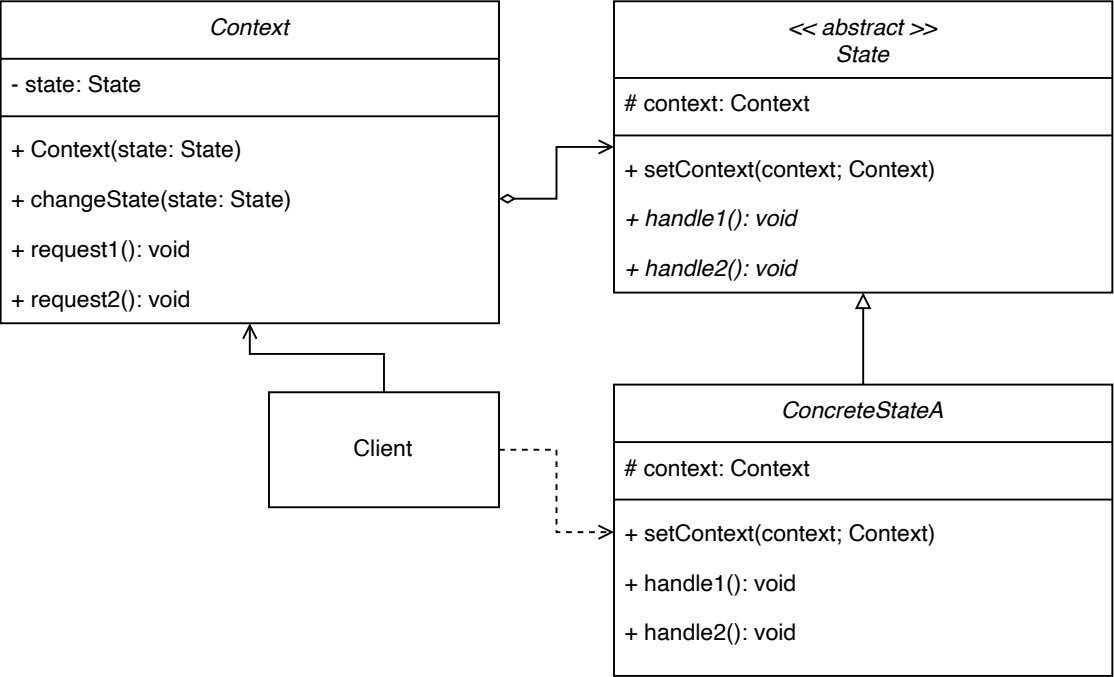 Context
- state: State
+ Context(state: State)
+ changeState(state: State)
+ request1(): void
+ request2(): void
<< abstract >>
State
# context: Context
+ setContext(context; Context)
+ handle1(): void
+ handle2(): void
Client
ConcreteStateA
# context: Context
+ setContext(context; Context)
+ handle1(): void
+ handle2(): void